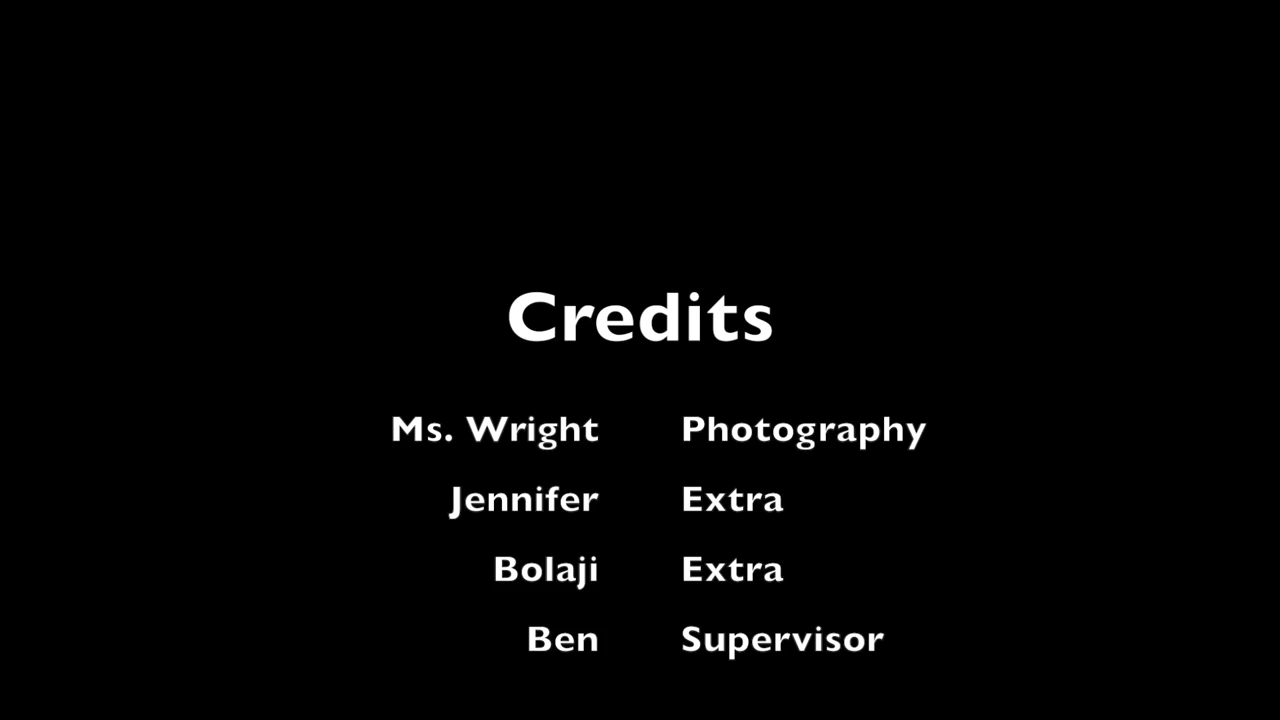 Credits
Ms. Wright Photography
Jennifer Extra
Bolaji Extra
Ben Supervisor